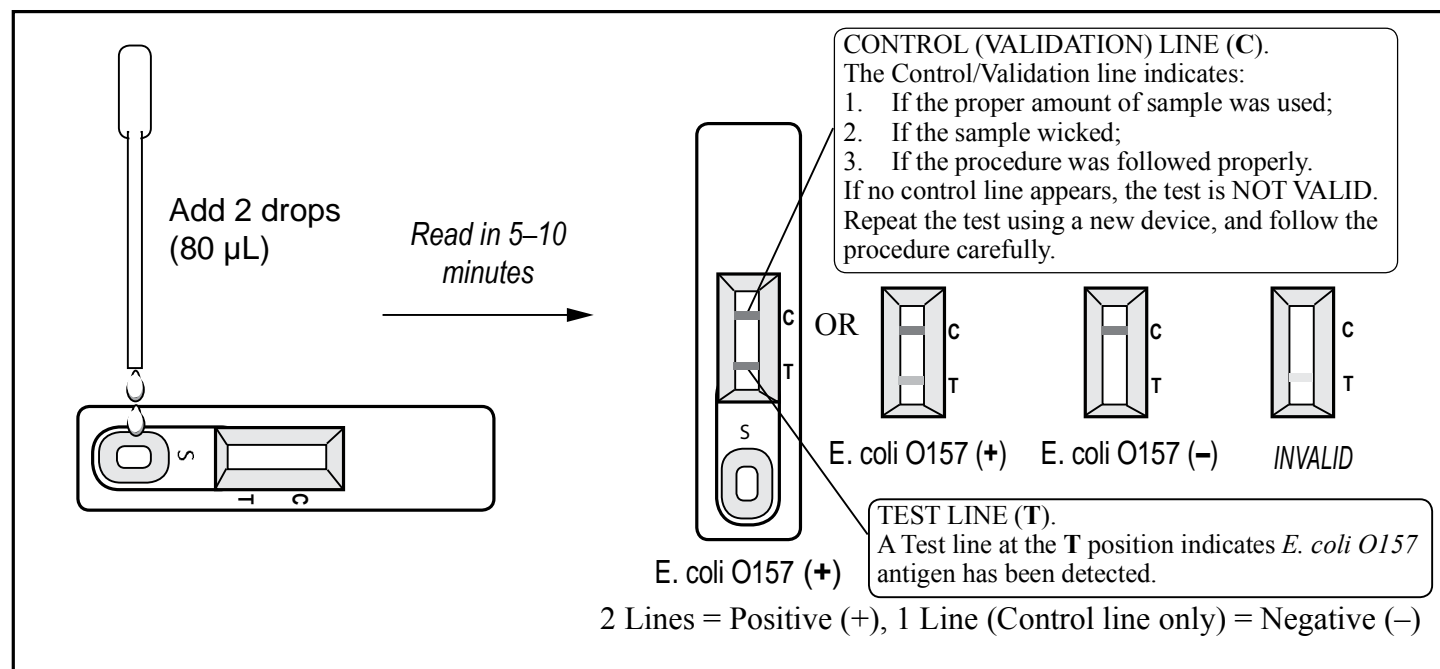 Add 2 drops
(80 µL)
S
T
C
Read in 5–10
minutes
CONTROL (VALIDATION) LINE (C).
The Control/Validation line indicates:
1. If the proper amount of sample was used;
2. If the sample wicked;
3. If the procedure was followed properly.
If no control line appears, the test is NOT VALID.
Repeat the test using a new device, and follow the
procedure carefully.
C
T
S
E. coli O157 (+)
OR
C
T
E. coli O157 (+)
C
T
E. coli O157 (–)
C
T
INVALID
TEST LINE (T).
A Test line at the T position indicates E. coli O157
antigen has been detected.
2 Lines = Positive (+), 1 Line (Control line only) = Negative (–)